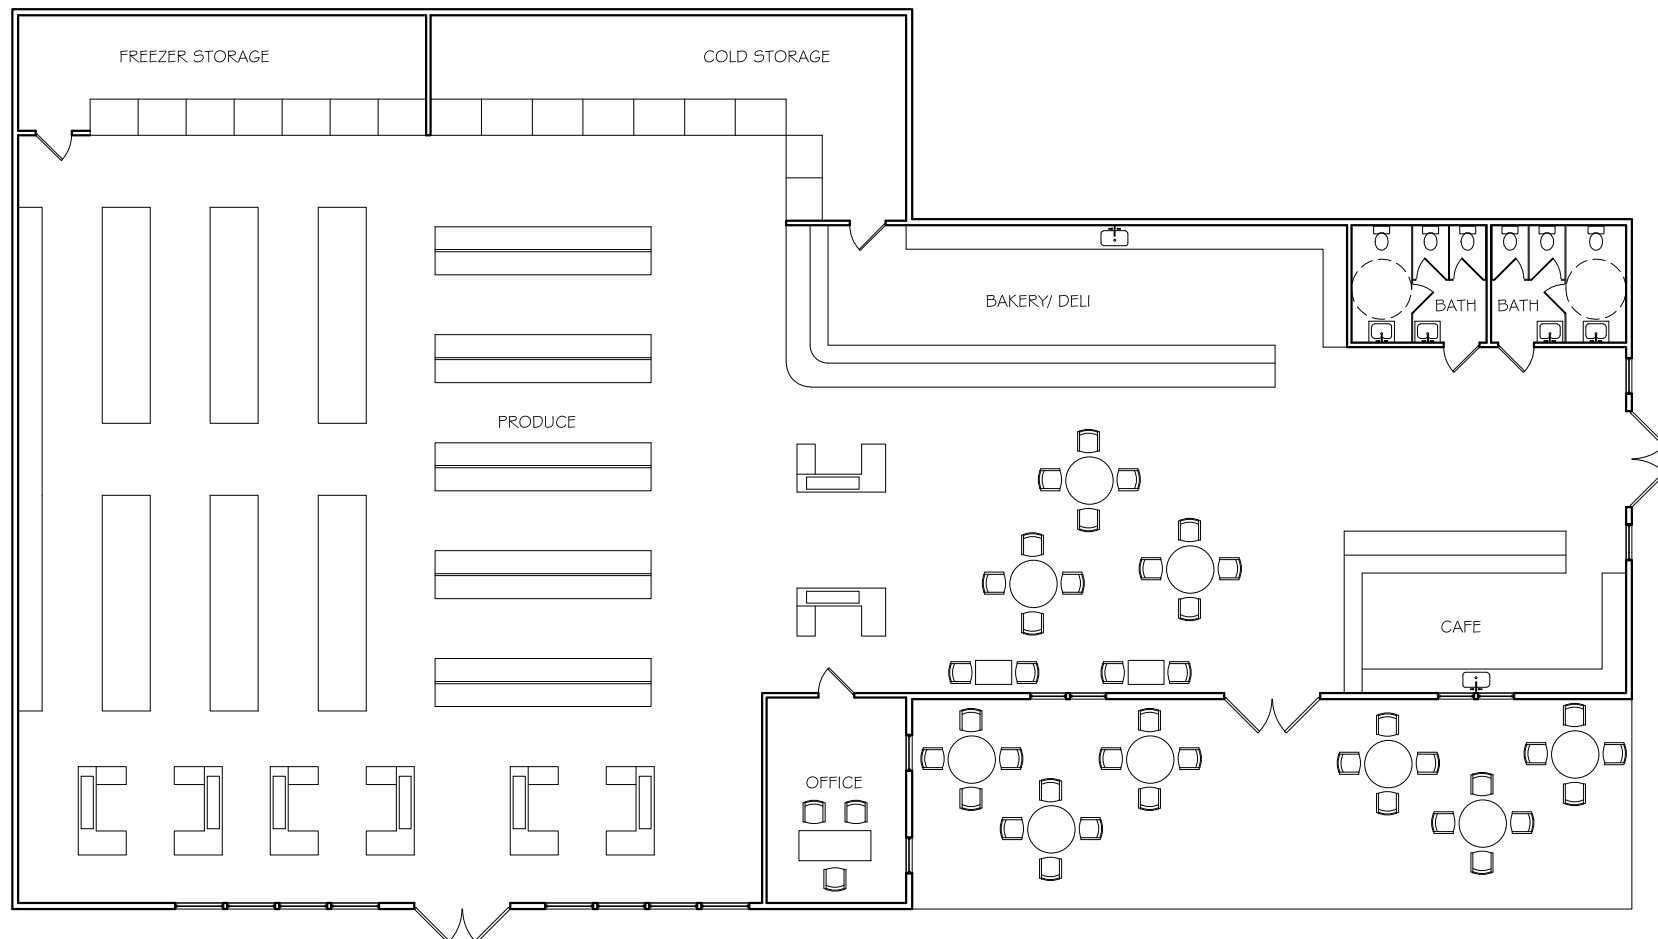 FREEZER STORAGE
COLD STORAGE
BAKERY/ DELI
BATH
BATH
PRODUCE
CAFE
OFFICE